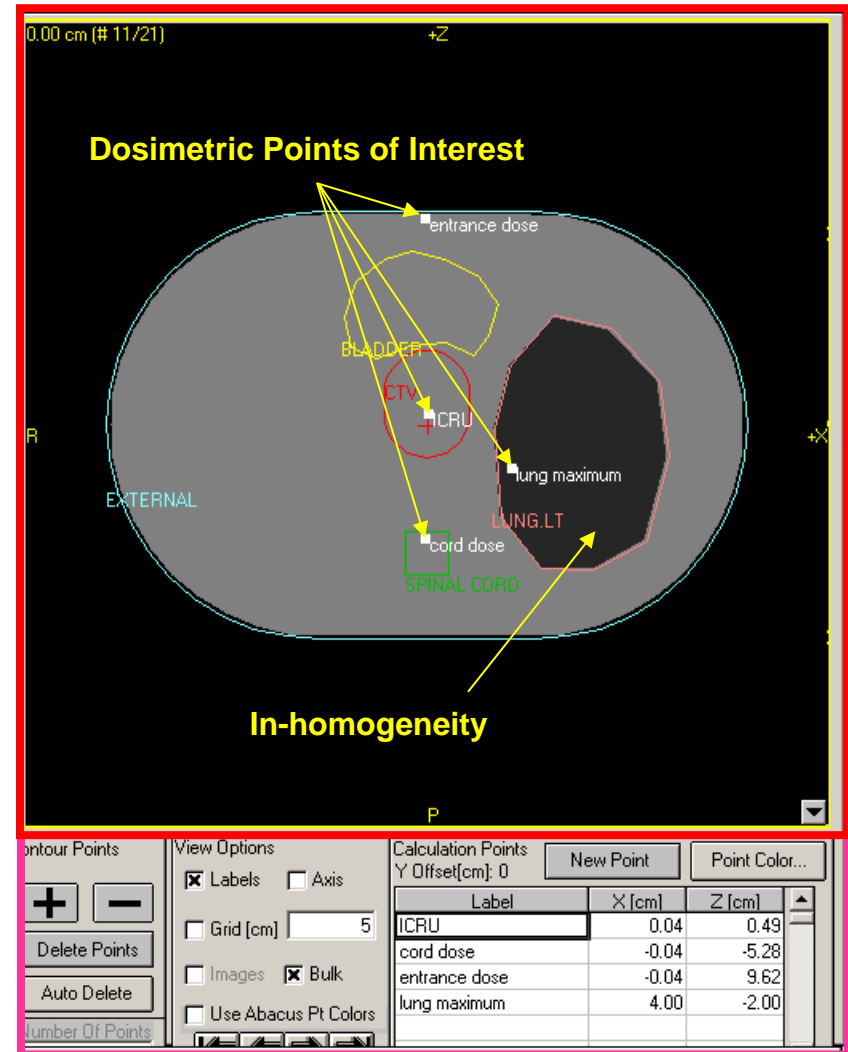 0.00 cm (# 11/21)
+Z
Dosimetric Points of Interest
entrance dose
BLADDER
CTV
ICRU
R
+X
lung maximum
EXTERNAL
LUNG.LT
cord dose
SPINAL CORD
In-homogeneity
P
ontour Points
Delete Points
Auto Delete
Number Of Points
View Options
Labels
Axis
Grid [cm]
5
Images
Bulk
Use Abacus Pt Colors
Calculation Points
Y Offset[cm]: 0
New Point
Point Color...
Label X [cm] Z [cm]
ICRU 0.04 0.49
cord dose -0.04 -5.28
entrance dose -0.04 9.62
lung maximum 4.00 -2.00